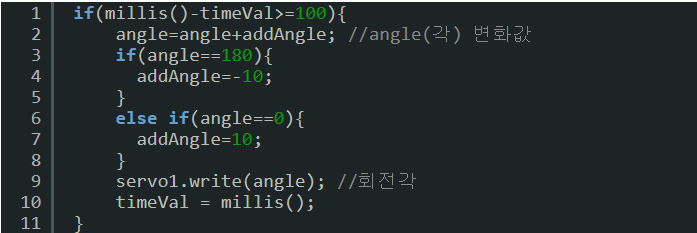 1 if(millis()-timeVal>=100){
2 angle=angle+addAngle; //angle(각) 변화값
3 if(angle==180){
4 addAngle=-10;
5 }
6 else if(angle==0){
7 addAngle=10;
8 }
9 servo1.write(angle); //회전각
10 timeVal = millis();
11 }